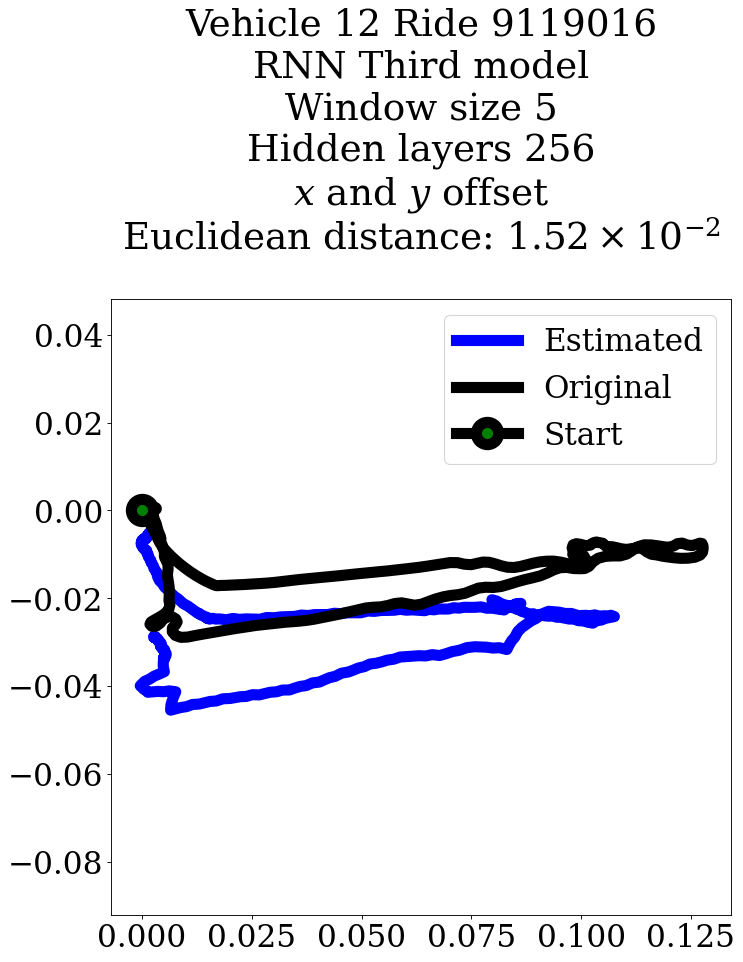 Vehicle 12 Ride 9119016
RNN Third model
Window size 5
Hidden layers 256
x and y offset
Euclidean distance: 1.52 × 10⁻²
Estimated
Original
Start
0.04
0.02
0.00
−0.02
−0.04
−0.06
−0.08
0.000 0.025 0.050 0.075 0.100 0.125